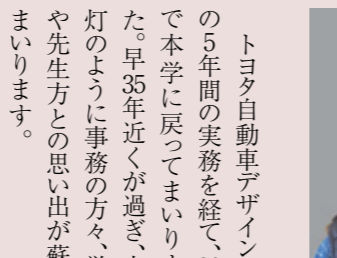 トヨタ自動車デザイン
の5年間の実務を経て、
で本学に戻ってまいりま
た。早35年近くが過ぎ、
灯のように事務の方々、学
や先生方との思い出が蘇
まいります。